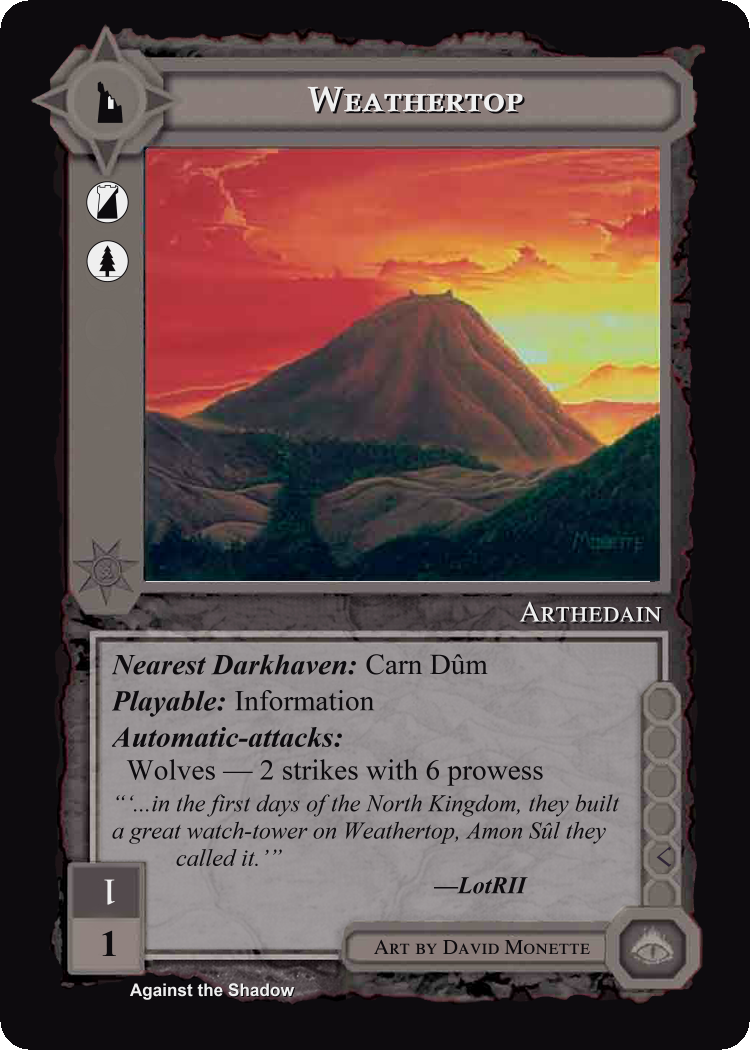 Weathertop
Monette
Arthedain
Nearest Darkhaven: Carn Dûm
Playable: Information
Automatic-attacks:
Wolves — 2 strikes with 6 prowess
“‘...in the first days of the North Kingdom, they built
a great watch-tower on Weathertop, Amon Sûl they
called it.’”
—LotRII
1
1
Art by David Monette
Against the Shadow